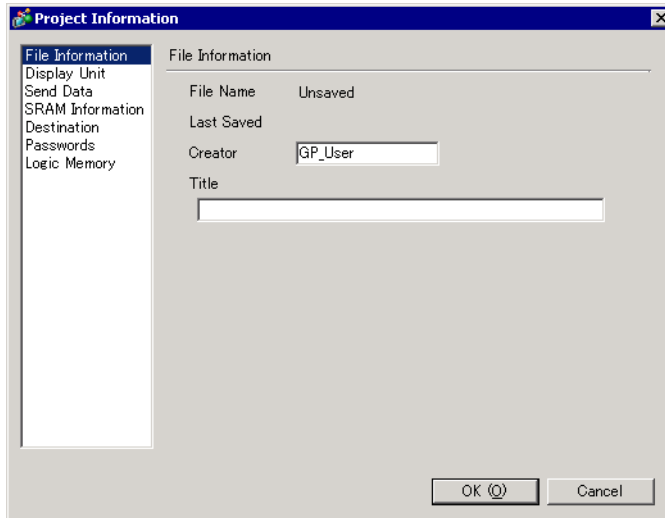 Project Information
File Information
Display Unit
Send Data
SRAM Information
Destination
Passwords
Logic Memory
File Information
File Name Unsaved
Last Saved
Creator GP_User
Title
OK (O) Cancel